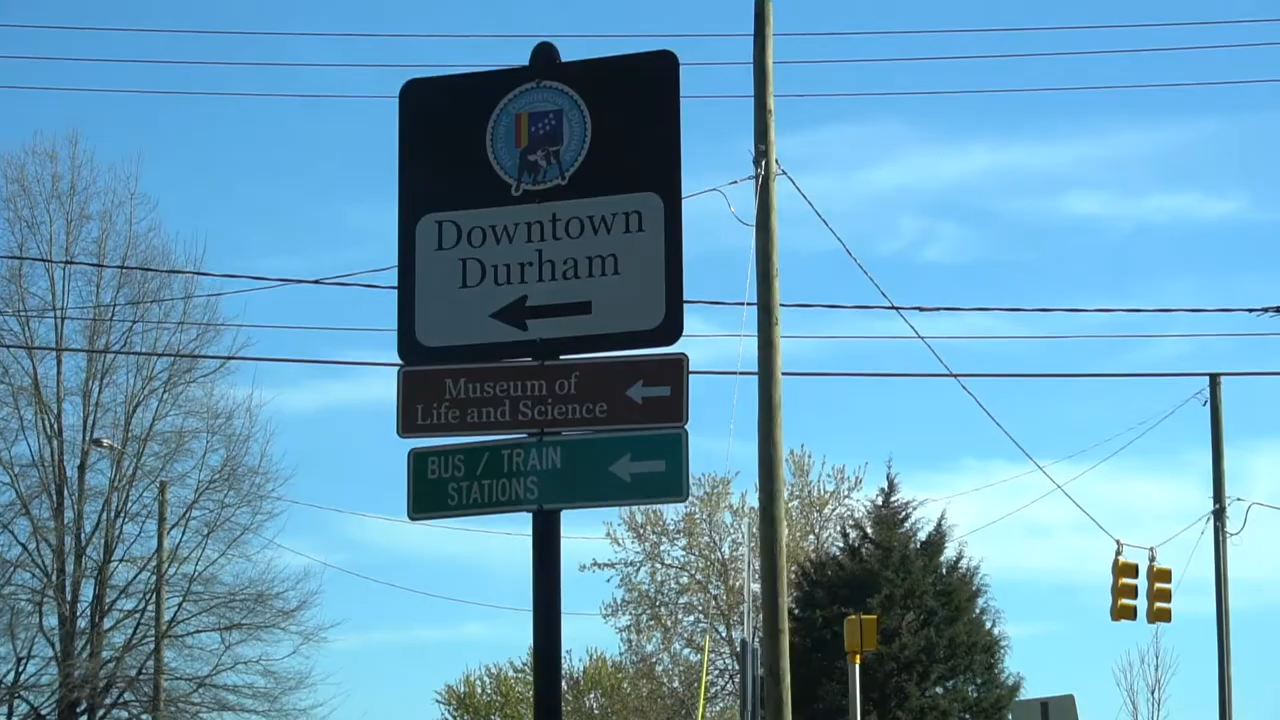 Downtown
Durham
Museum of
Life and Science
BUS / TRAIN
STATIONS